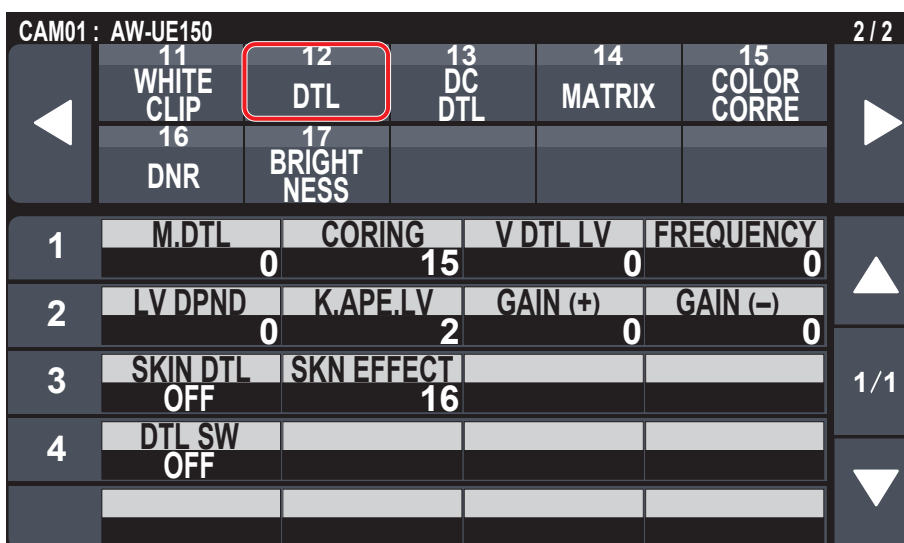 CAM01 : AW-UE150 2 / 2
11 12 13 14 15
WHITE CLIP DTL DC DTL MATRIX COLOR CORRE
16 17
DNR BRIGHT NESS
1 M.DTL CORING V DTL LV FREQUENCY
0 15 0 0
2 LV DPND K.APE.LV GAIN (+) GAIN (–)
0 2 0 0
3 SKIN DTL SKN EFFECT
OFF 16
1/1
4 DTL SW
OFF